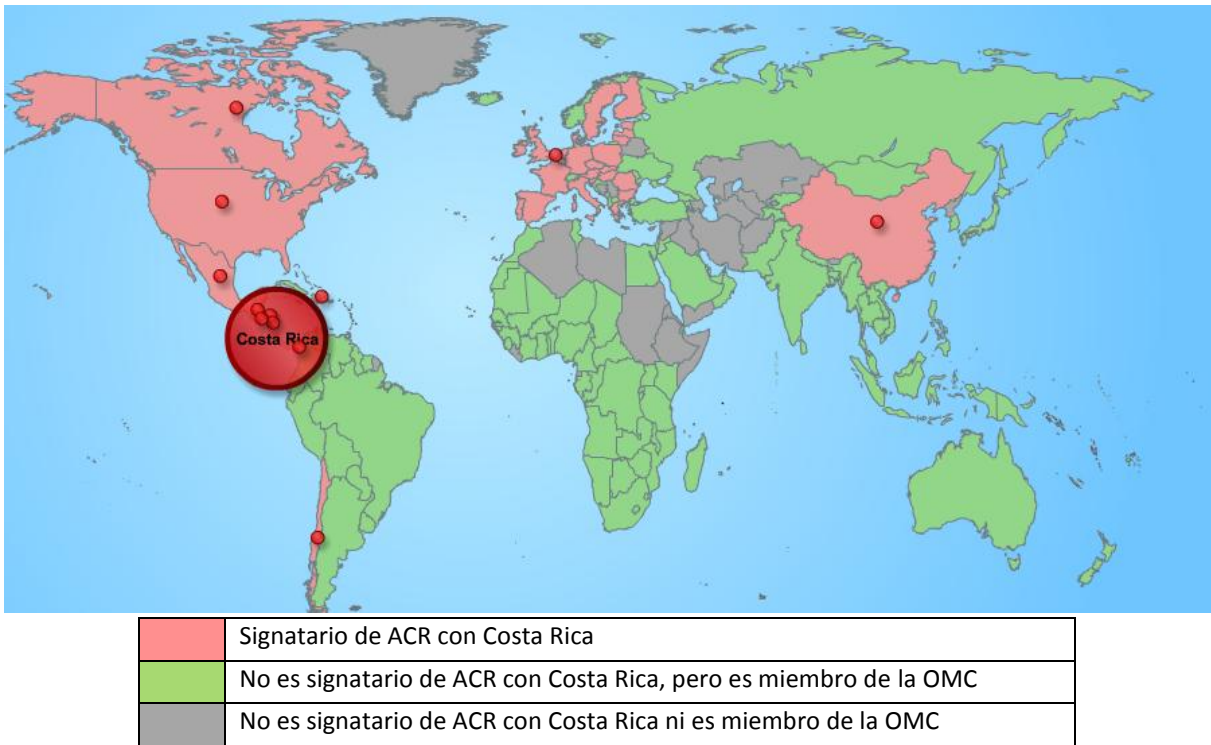 Costa Rica
Signatario de ACR con Costa Rica
No es signatario de ACR con Costa Rica, pero es miembro de la OMC
No es signatario de ACR con Costa Rica ni es miembro de la OMC